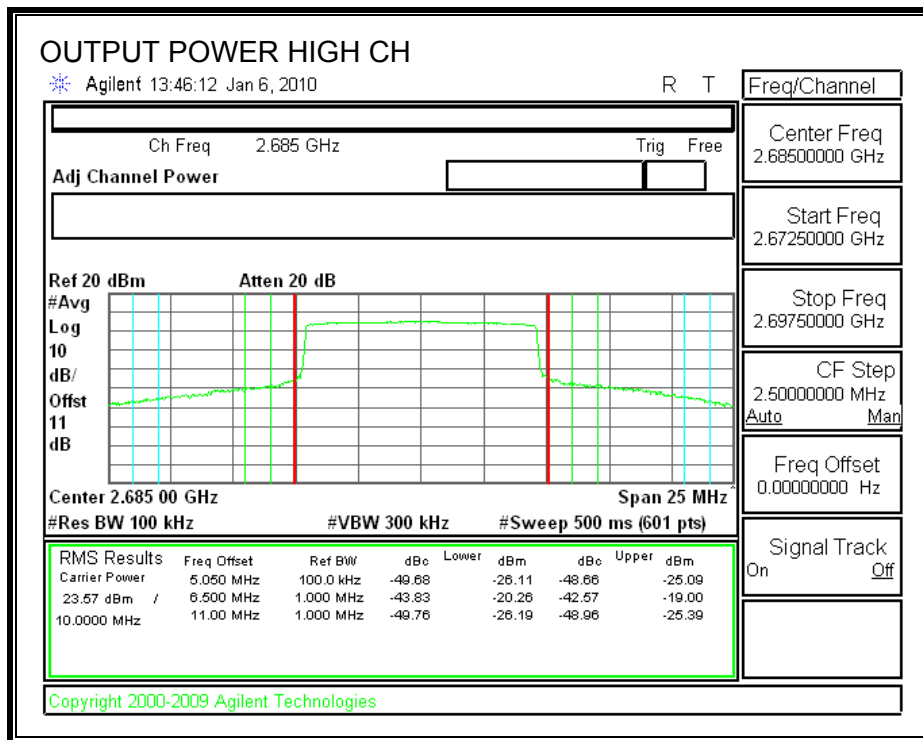 OUTPUT POWER HIGH CH
Agilent 13:46:12 Jan 6, 2010 R T
Freq/Channel
Ch Freq 2.685 GHz Trig Free
Adj Channel Power
Center Freq
2.68500000 GHz
Start Freq
2.67250000 GHz
Stop Freq
2.69750000 GHz
CF Step
2.50000000 MHz
Auto Man
Freq Offset
0.00000000 Hz
Signal Track
On Off
Ref 20 dBm Atten 20 dB
#Avg
Log
10
dB/
Offst
11
dB
Center 2.685 00 GHz Span 25 MHz
#Res BW 100 kHz #VBW 300 kHz #Sweep 500 ms (601 pts)
RMS Results Freq Offset Ref BW dBc Lower dBm dBc Upper dBm
Carrier Power 5.050 MHz 100.0 kHz -49.68 -26.11 -48.66 -25.09
23.57 dBm / 6.500 MHz 1.000 MHz -43.83 -20.26 -42.57 -19.00
10.0000 MHz 11.00 MHz 1.000 MHz -49.76 -26.19 -48.96 -25.39
Copyright 2000-2009 Agilent Technologies